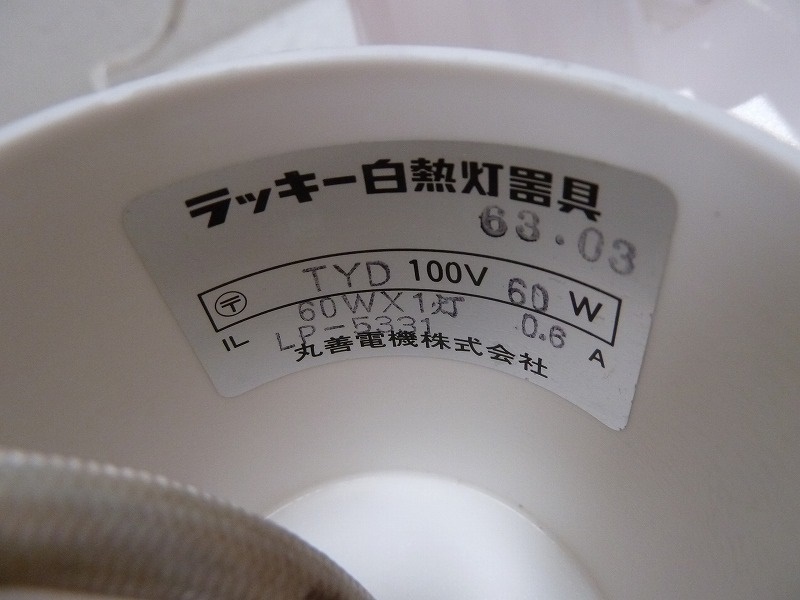 ラッキー白熱灯器具
63.03
〒 TYD 100V 60 W
60WX1灯
IL LP-5331 0.6 A
丸善電機株式会社